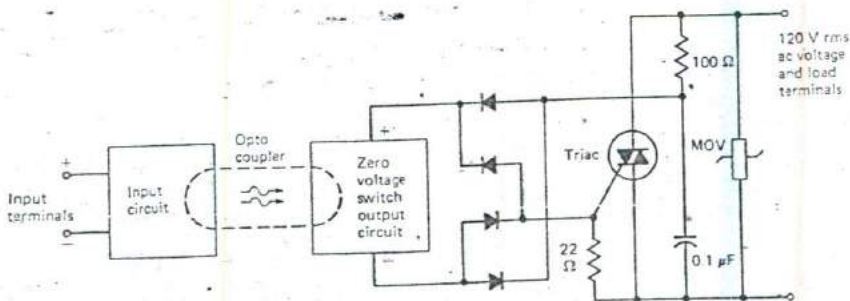 120 V rms
ac voltage
and load
terminals
100 Ω
Opto
coupler
+
Zero
voltage
switch
output
circuit
−
Triac
MOV
+
Input
terminals
−
Input
circuit
22
Ω
0.1 µF